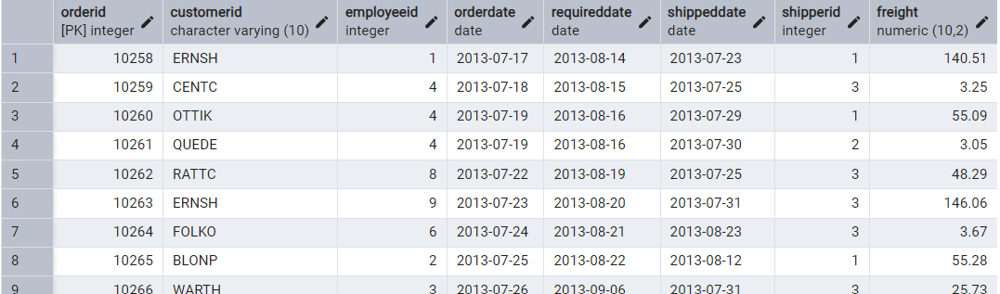 orderid customerid employeeid orderdate requireddate shippeddate shipperid freight
[PK] integer character varying (10) integer date date date integer numeric (10,2)
1 10258 ERNSH 1 2013-07-17 2013-08-14 2013-07-23 1 140.51
2 10259 CENTC 4 2013-07-18 2013-08-15 2013-07-25 3 3.25
3 10260 OTTIK 4 2013-07-19 2013-08-16 2013-07-29 1 55.09
4 10261 QUEDE 4 2013-07-19 2013-08-16 2013-07-30 2 3.05
5 10262 RATTC 8 2013-07-22 2013-08-19 2013-07-25 3 48.29
6 10263 ERNSH 9 2013-07-23 2013-08-20 2013-07-31 3 146.06
7 10264 FOLKO 6 2013-07-24 2013-08-21 2013-08-23 3 3.67
8 10265 BLONP 2 2013-07-25 2013-08-22 2013-08-12 1 55.28
9 10266 WARTH 3 2013-07-26 2013-09-06 2013-07-31 3 25.73